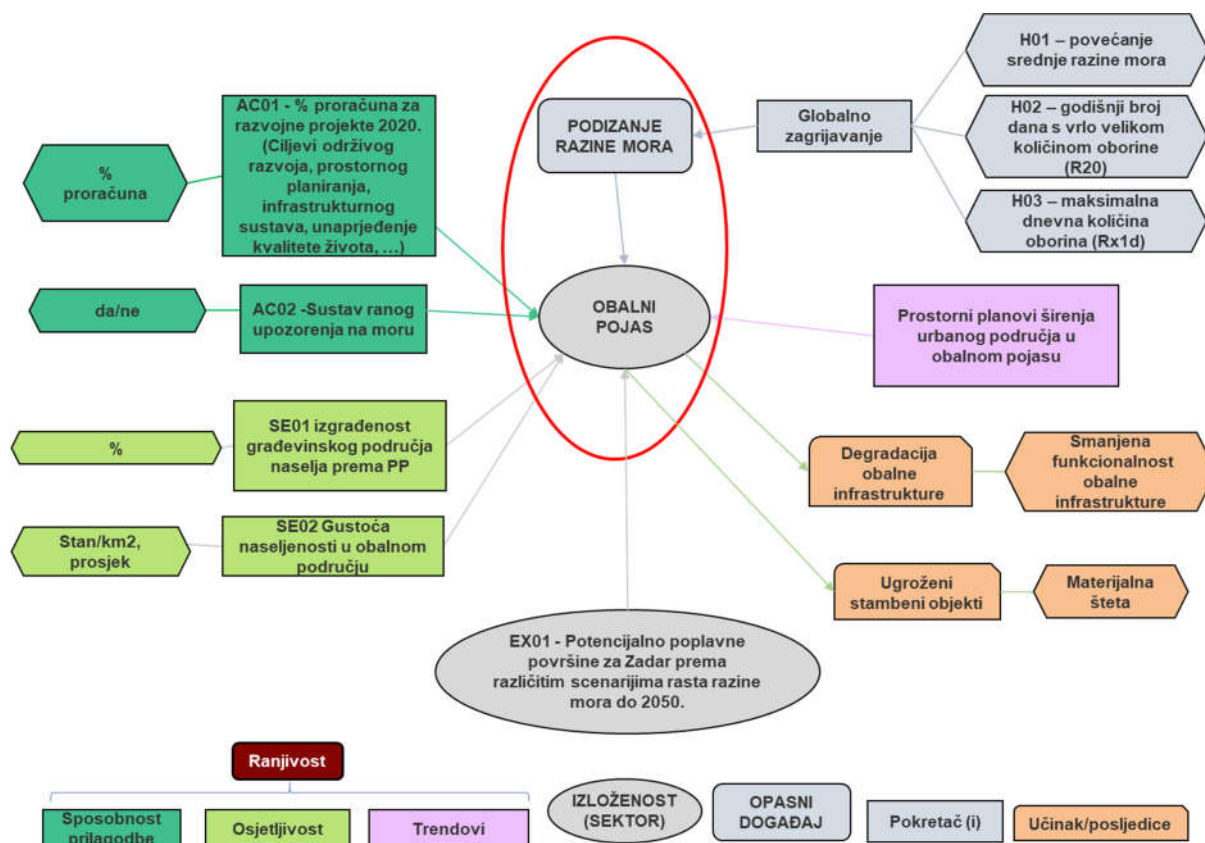 H01 – povećanje
srednje razine mora
AC01 - % proračuna za
razvojne projekte 2020.
(Ciljevi održivog
razvoja, prostornog
planiranja,
infrastrukturnog
sustava, unaprjeđenje
kvalitete života, ...)
%
proračuna
PODIZANJE
RAZINE MORA
Globalno
zagrijavanje
H02 – godišnji broj
dana s vrlo velikom
količinom oborine
(R20)
H03 – maksimalna
dnevna količina
oborina (Rx1d)
da/ne
AC02 -Sustav ranog
upozorenja na moru
OBALNI
POJAS
Prostorni planovi širenja
urbanog područja u
obalnom pojasu
%
SE01 izgrađenost
građevinskog područja
naselja prema PP
Degradacija
obalne
infrastrukture
Smanjena
funkcionalnost
obalne
infrastrukture
Stan/km2,
prosjek
SE02 Gustoća
naseljenosti u obalnom
području
Ugroženi
stambeni objekti
Materijalna
šteta
EX01 - Potencijalno poplavne
površine za Zadar prema
različitim scenarijima rasta razine
mora do 2050.
Ranjivost
Sposobnost
prilagodbe
Osjetljivost
Trendovi
IZLOŽENOST
(SEKTOR)
OPASNI
DOGAĐAJ
Pokretač (i)
Učinak/posljedice